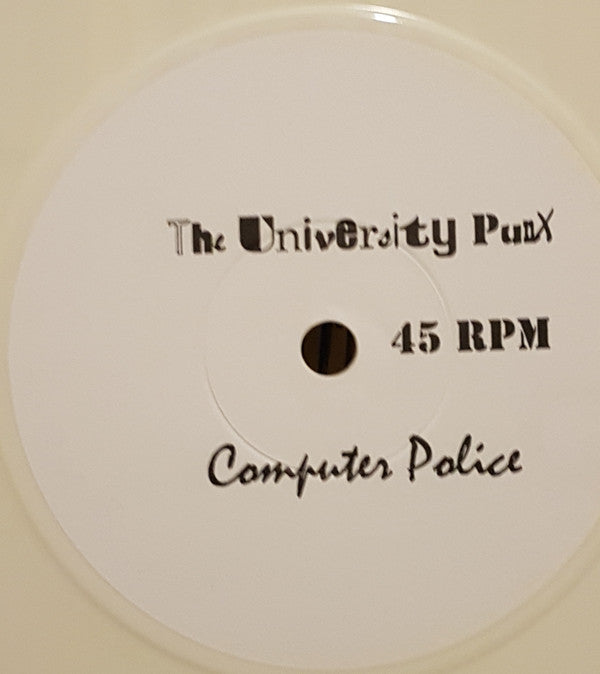 The University Punx
45 RPM
Computer Police